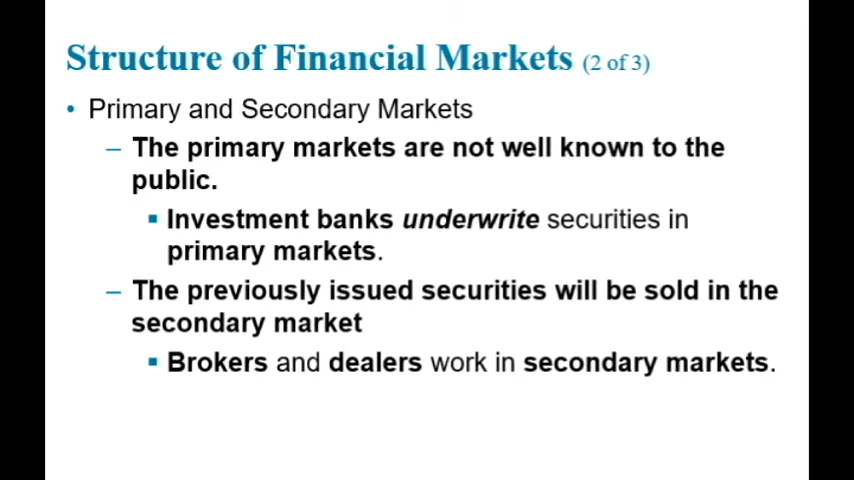 Structure of Financial Markets (2 of 3)
• Primary and Secondary Markets
– The primary markets are not well known to the
public.
▪ Investment banks underwrite securities in
primary markets.
– The previously issued securities will be sold in the
secondary market
▪ Brokers and dealers work in secondary markets.